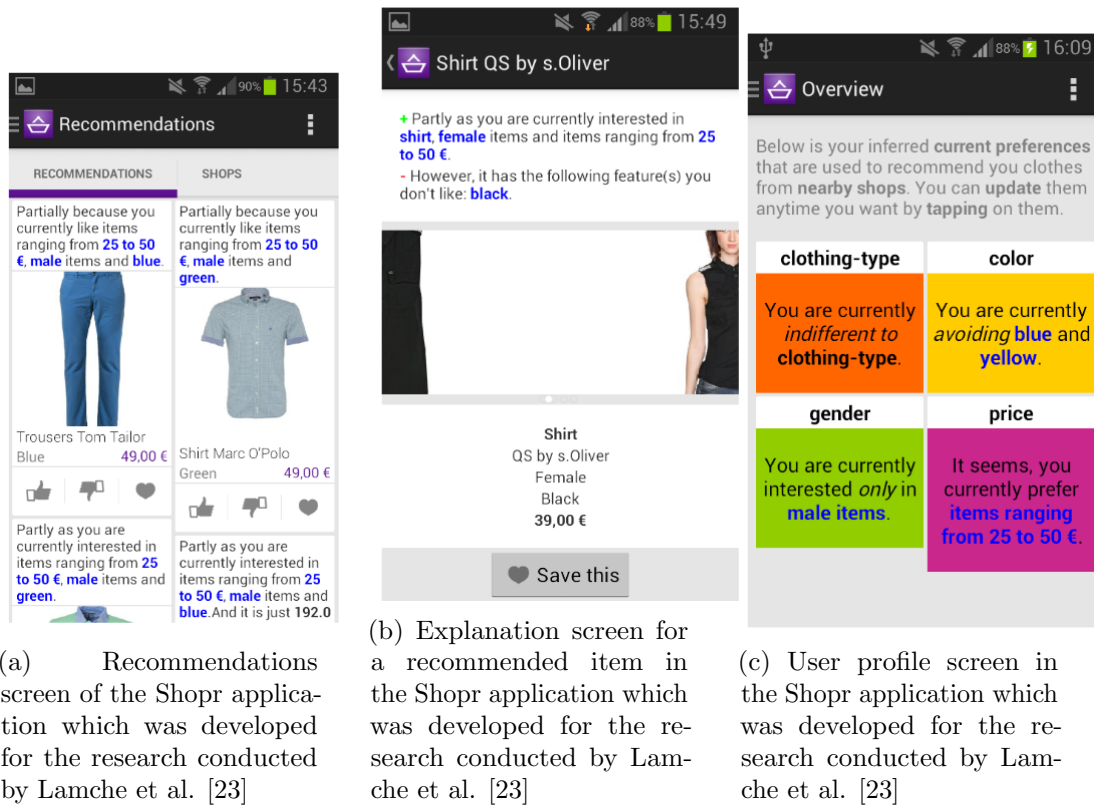 90% 15:43
Recommendations
RECOMMENDATIONS SHOPS
Partially because you
currently like items
ranging from 25 to 50
€, male items and blue.
Trousers Tom Tailor
Blue 49,00 €
Partly as you are
currently interested in
items ranging from 25
to 50 €, male items and
green.
Partially because you
currently like items
ranging from 25 to 50
€, male items and
green.
Shirt Marc O'Polo
Green 49,00 €
Partly as you are
currently interested in
items ranging from 25
to 50 €, male items and
blue.And it is just 192.0
(a) Recommendations
screen of the Shopr applica-
tion which was developed
for the research conducted
by Lamche et al. [23]
88% 15:49
Shirt QS by s.Oliver
+ Partly as you are currently interested in
shirt, female items and items ranging from 25
to 50 €.
- However, it has the following feature(s) you
don't like: black.
Shirt
QS by s.Oliver
Female
Black
39,00 €
Save this
(b) Explanation screen for
a recommended item in
the Shopr application which
was developed for the re-
search conducted by Lam-
che et al. [23]
88% 16:09
Overview
Below is your inferred current preferences
that are used to recommend you clothes
from nearby shops. You can update them
anytime you want by tapping on them.
clothing-type
You are currently
indifferent to
clothing-type.
color
You are currently
avoiding blue and
yellow.
gender
You are currently
interested only in
male items.
price
It seems, you
currently prefer
items ranging
from 25 to 50 €.
(c) User profile screen in
the Shopr application which
was developed for the re-
search conducted by Lam-
che et al. [23]